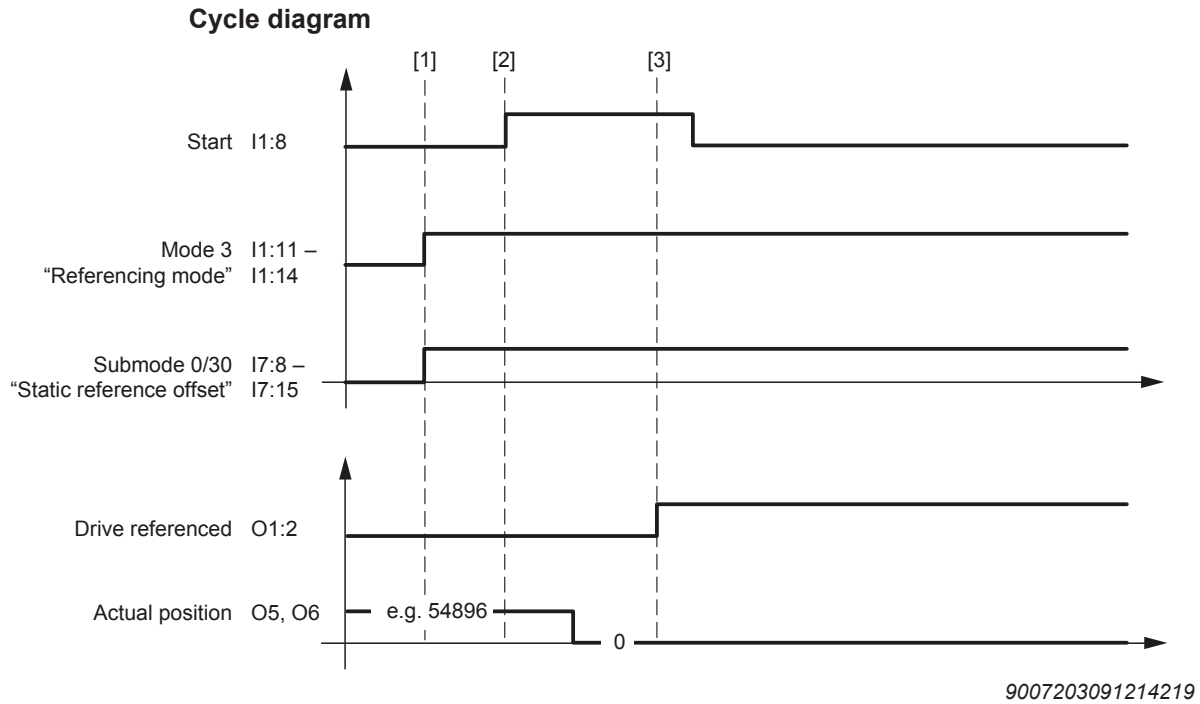 Cycle diagram
[1] [2] [3]
Start I1:8
Mode 3 I1:11 –
“Referencing mode” I1:14
Submode 0/30 I7:8 –
“Static reference offset” I7:15
Drive referenced O1:2
Actual position O5, O6 e.g. 54896
0
9007203091214219